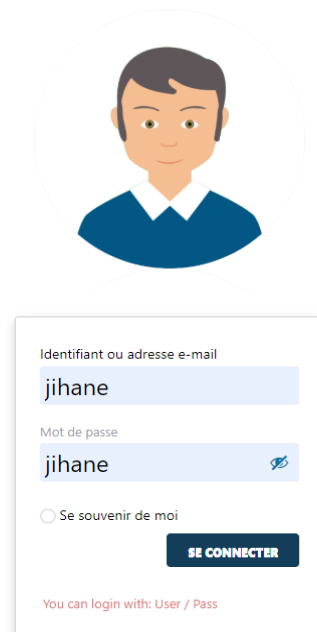 Identifiant ou adresse e-mail
jihane
Mot de passe
jihane
Se souvenir de moi
SE CONNECTER
You can login with: User / Pass